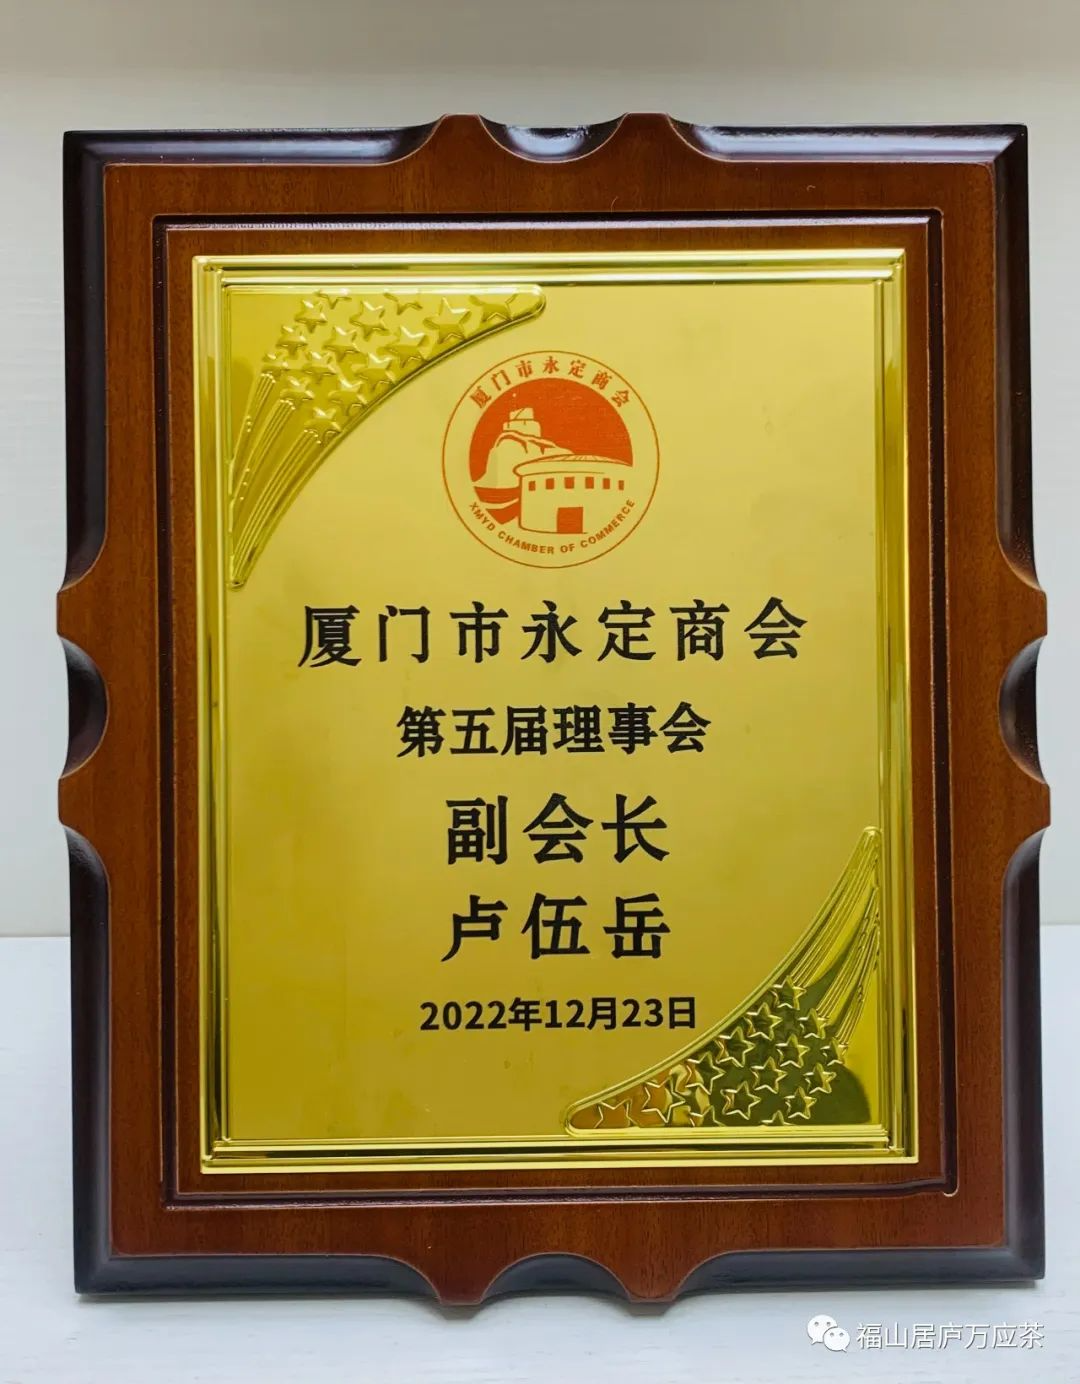 厦门市永定商会
XMYD CHAMBER OF COMMERCE
厦门市永定商会
第五届理事会
副会长
卢伍岳
2022年12月23日
福山居庐万应茶